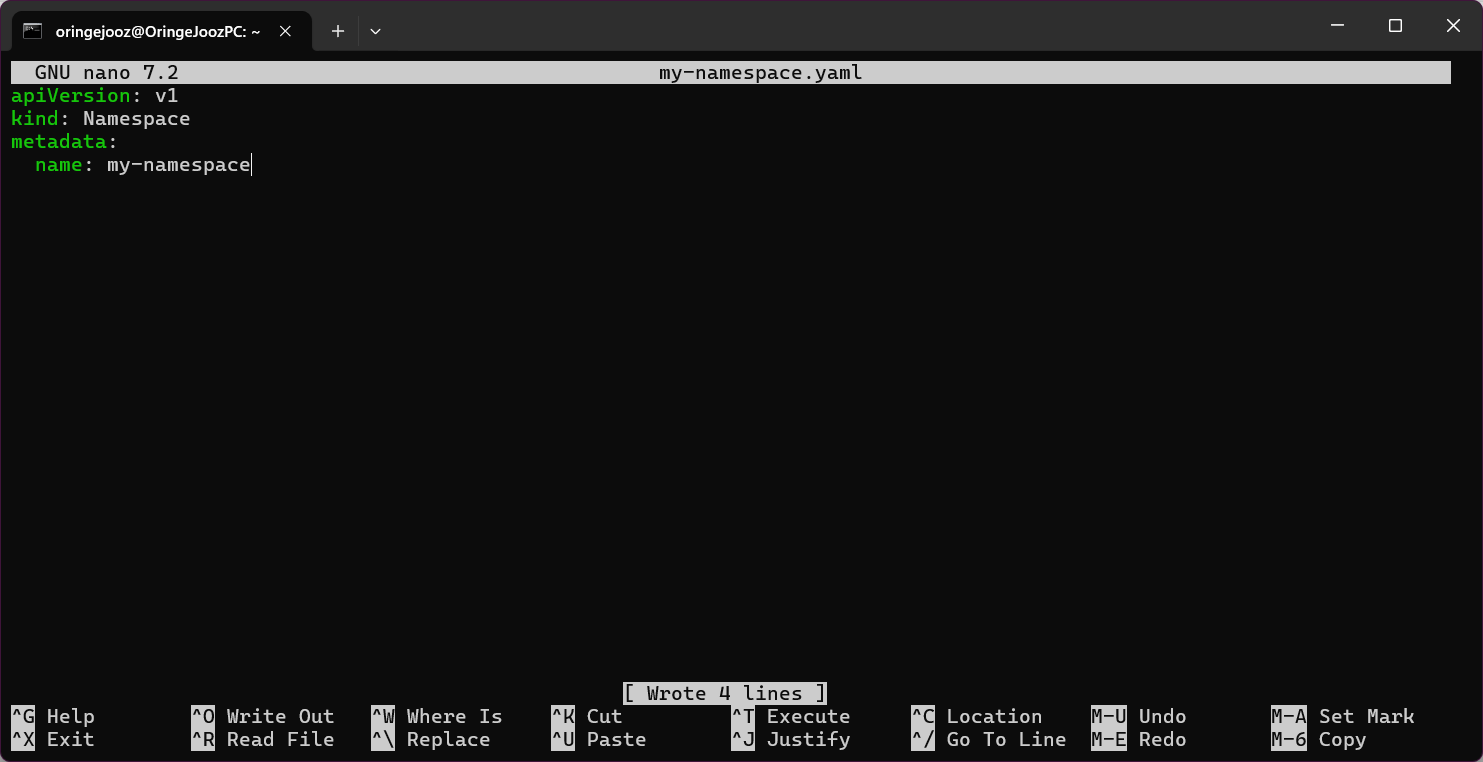 oringejooz@OringeJoozPC: ~
GNU nano 7.2 my-namespace.yaml
apiVersion: v1
kind: Namespace
metadata:
  name: my-namespace
[ Wrote 4 lines ]
^G Help ^O Write Out ^W Where Is ^K Cut ^T Execute ^C Location M-U Undo M-A Set Mark
^X Exit ^R Read File ^\ Replace ^U Paste ^J Justify ^/ Go To Line M-E Redo M-6 Copy